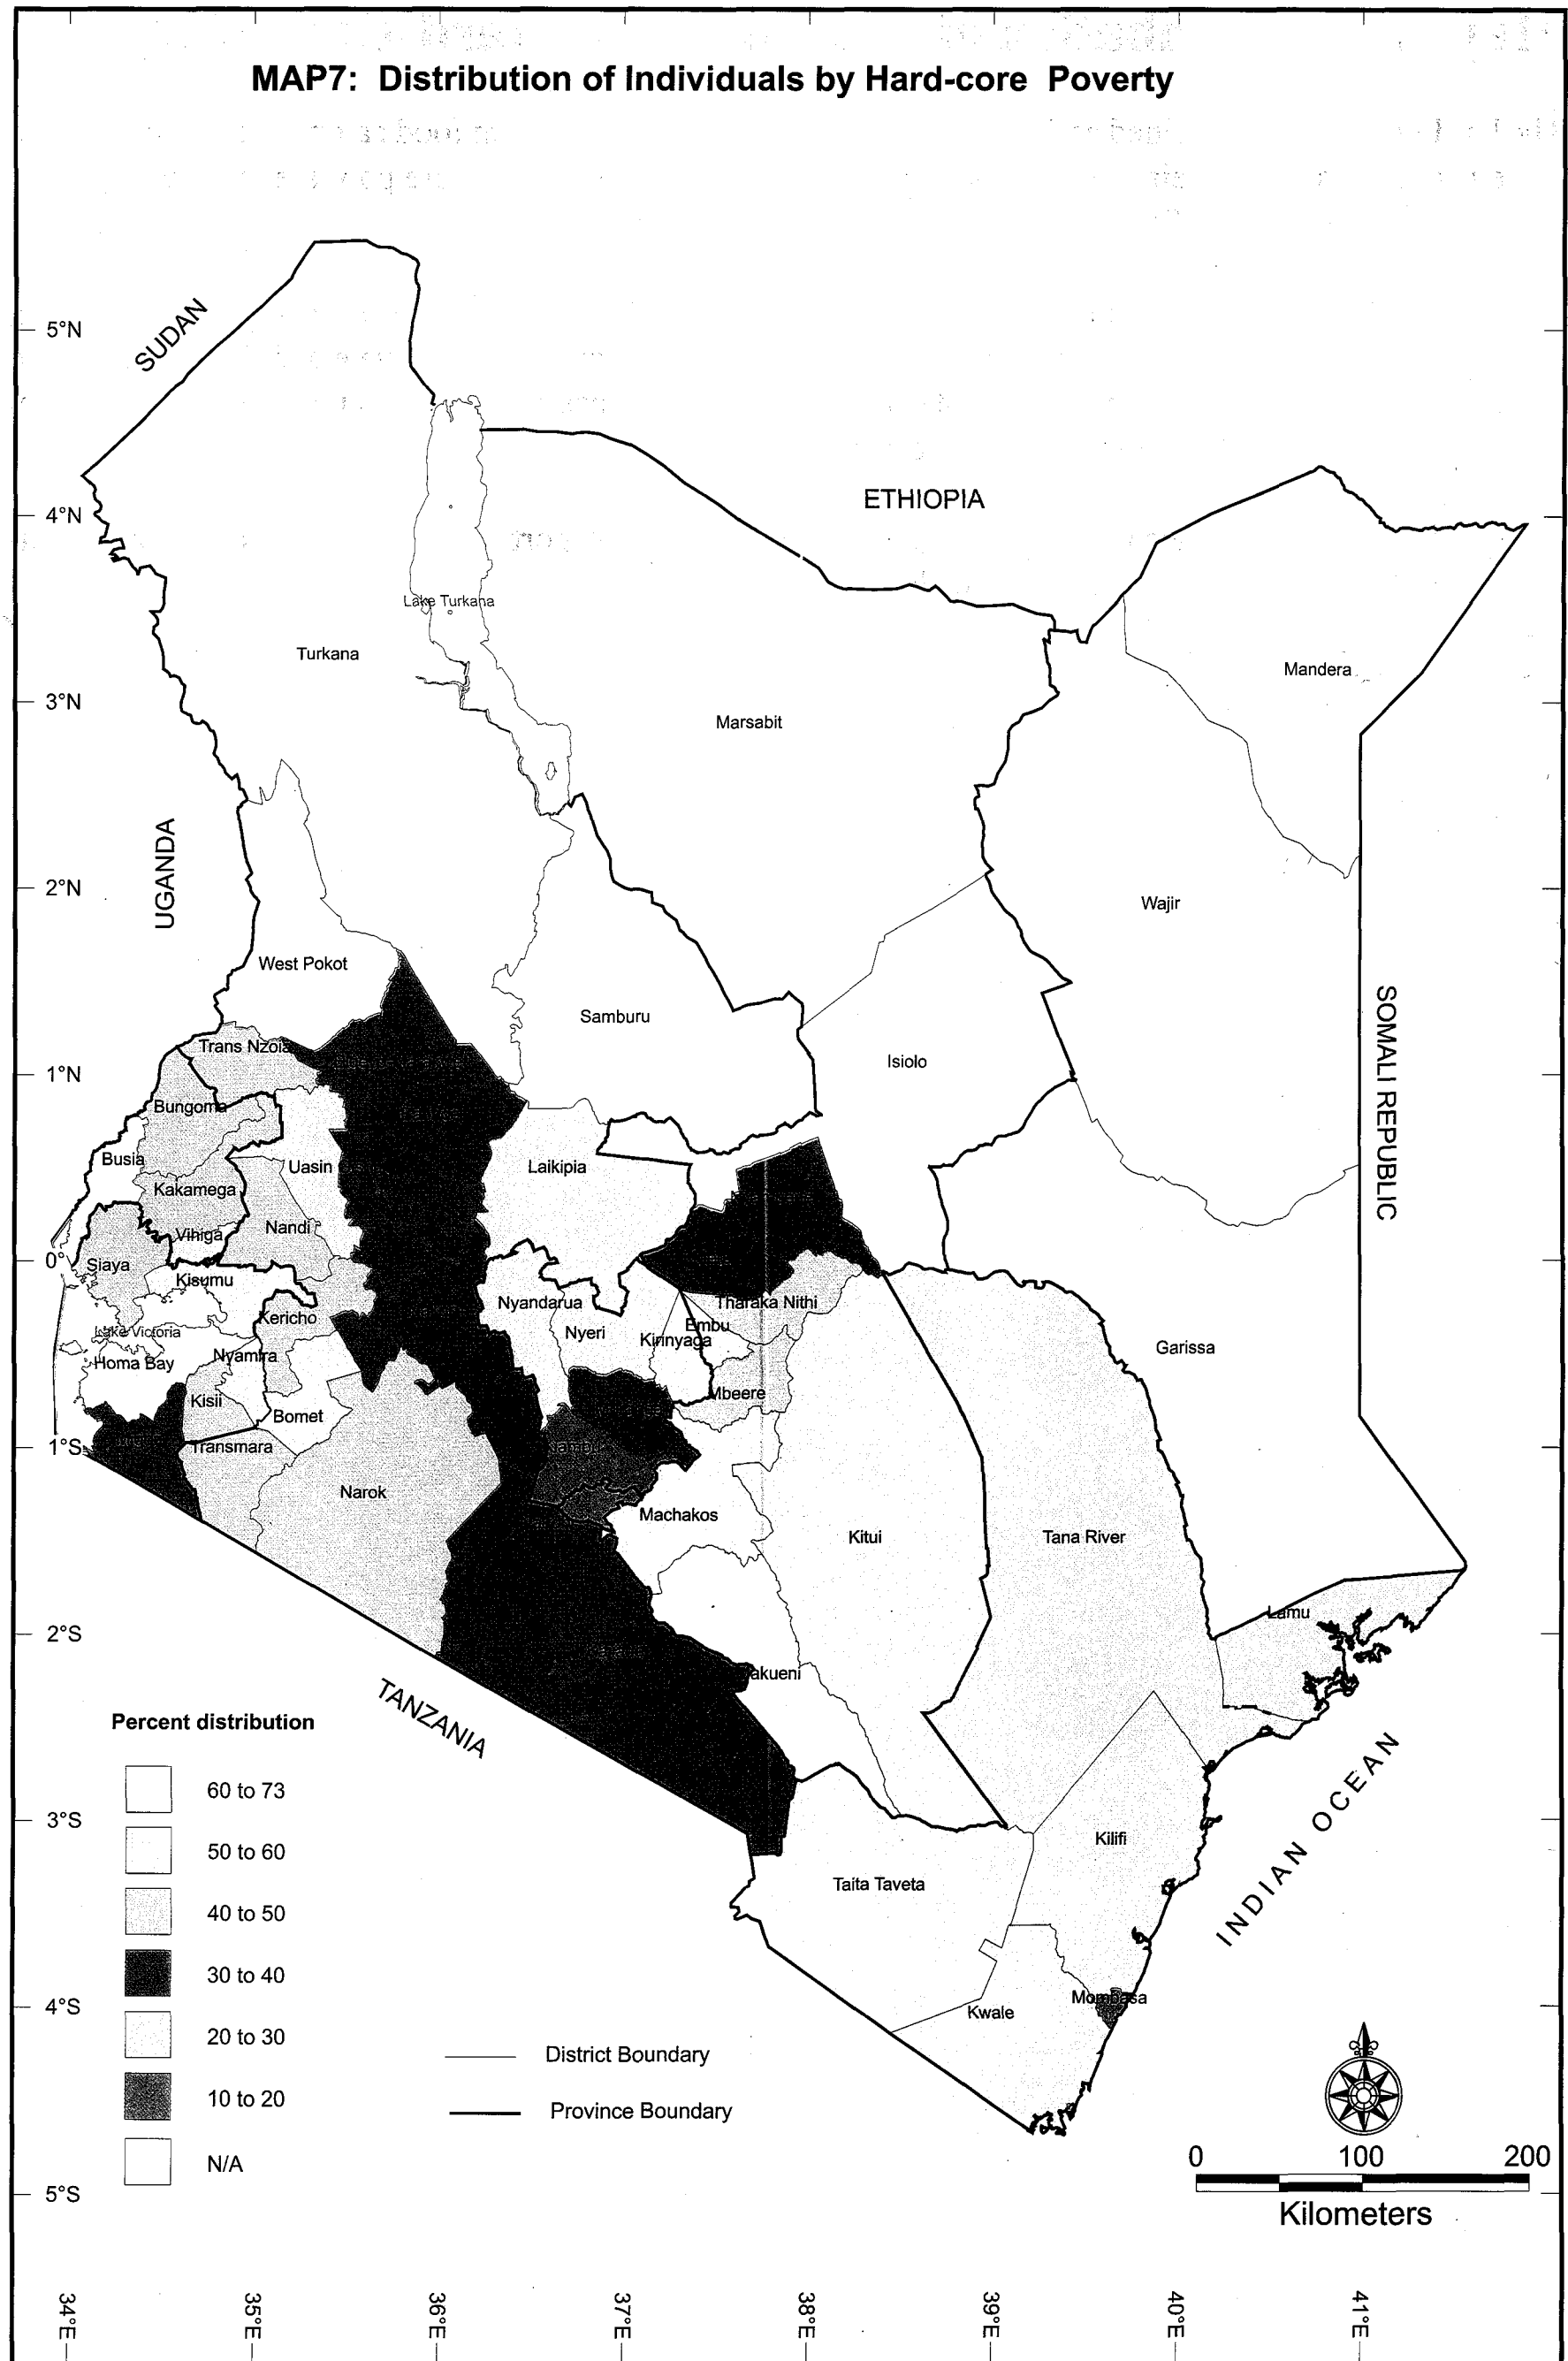 MAP7: Distribution of Individuals by Hard-core Poverty
5°N
4°N
3°N
2°N
1°N
0°
1°S
2°S
3°S
4°S
5°S
34°E
35°E
36°E
37°E
38°E
39°E
40°E
41°E
SUDAN
ETHIOPIA
UGANDA
SOMALI REPUBLIC
TANZANIA
INDIAN OCEAN
Lake Turkana
Turkana
Marsabit
Mandera
Wajir
West Pokot
Samburu
Isiolo
Trans Nzoia
Bungoma
Busia
Uasin
Laikipia
Kakamega
Vihiga
Nandi
Siaya
Kisumu
Kericho
Lake Victoria
Homa Bay
Nyamira
Kisii
Bomet
Transmara
Narok
Nyandarua
Nyeri
Kirinyaga
Embu
Tharaka Nithi
Mbeere
Garissa
Machakos
Kitui
Tana River
Lamu
akueni
Kilifi
Taita Taveta
Mombasa
Kwale
Percent distribution
60 to 73
50 to 60
40 to 50
30 to 40
20 to 30
10 to 20
N/A
District Boundary
Province Boundary
0 100 200
Kilometers